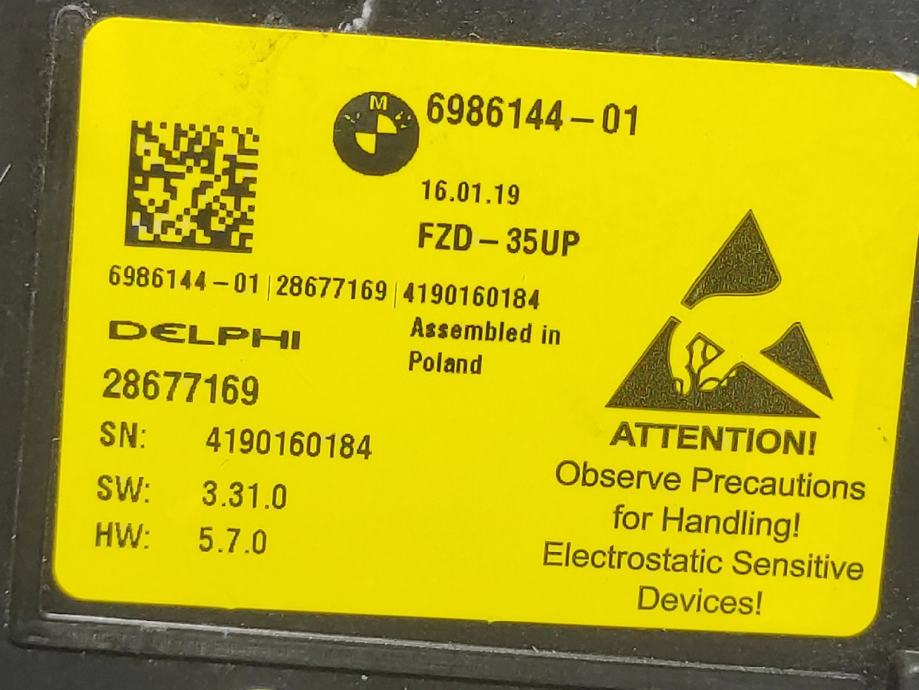 M
6986144-01
16.01.19
FZD-35UP
6986144-01|28677169|4190160184
DELPHI
Assembled in
Poland
28677169
SN: 4190160184
SW: 3.31.0
HW: 5.7.0
ATTENTION!
Observe Precautions
for Handling!
Electrostatic Sensitive
Devices!